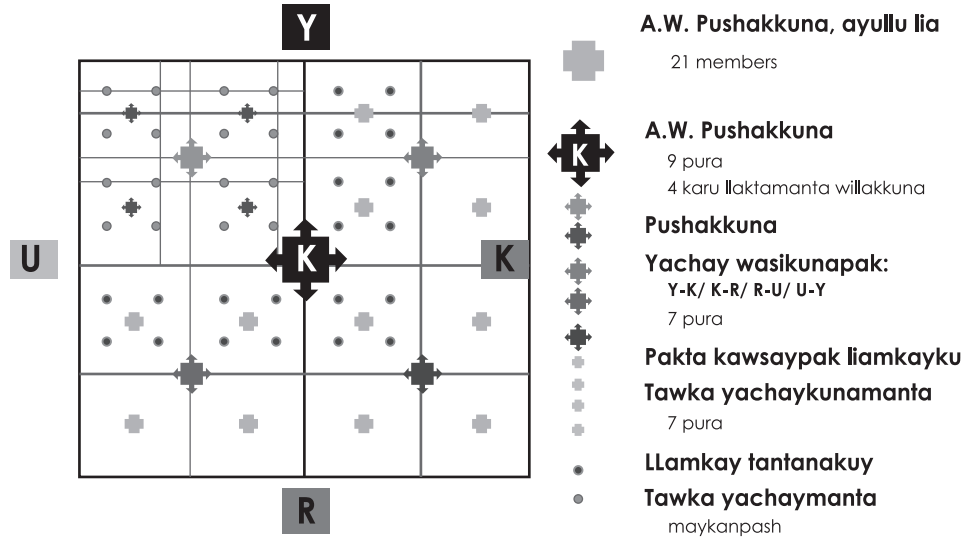 Y
U
K
K
R
A.W. Pushakkuna, ayullu lia
21 members
K
A.W. Pushakkuna
9 pura
4 karu llaktamanta willakkuna
Pushakkuna
Yachay wasikunapak:
Y-K/ K-R/ R-U/ U-Y
7 pura
Pakta kawsaypak liamkayku
Tawka yachaykunamanta
7 pura
LLamkay tantanakuy
Tawka yachaymanta
maykanpash